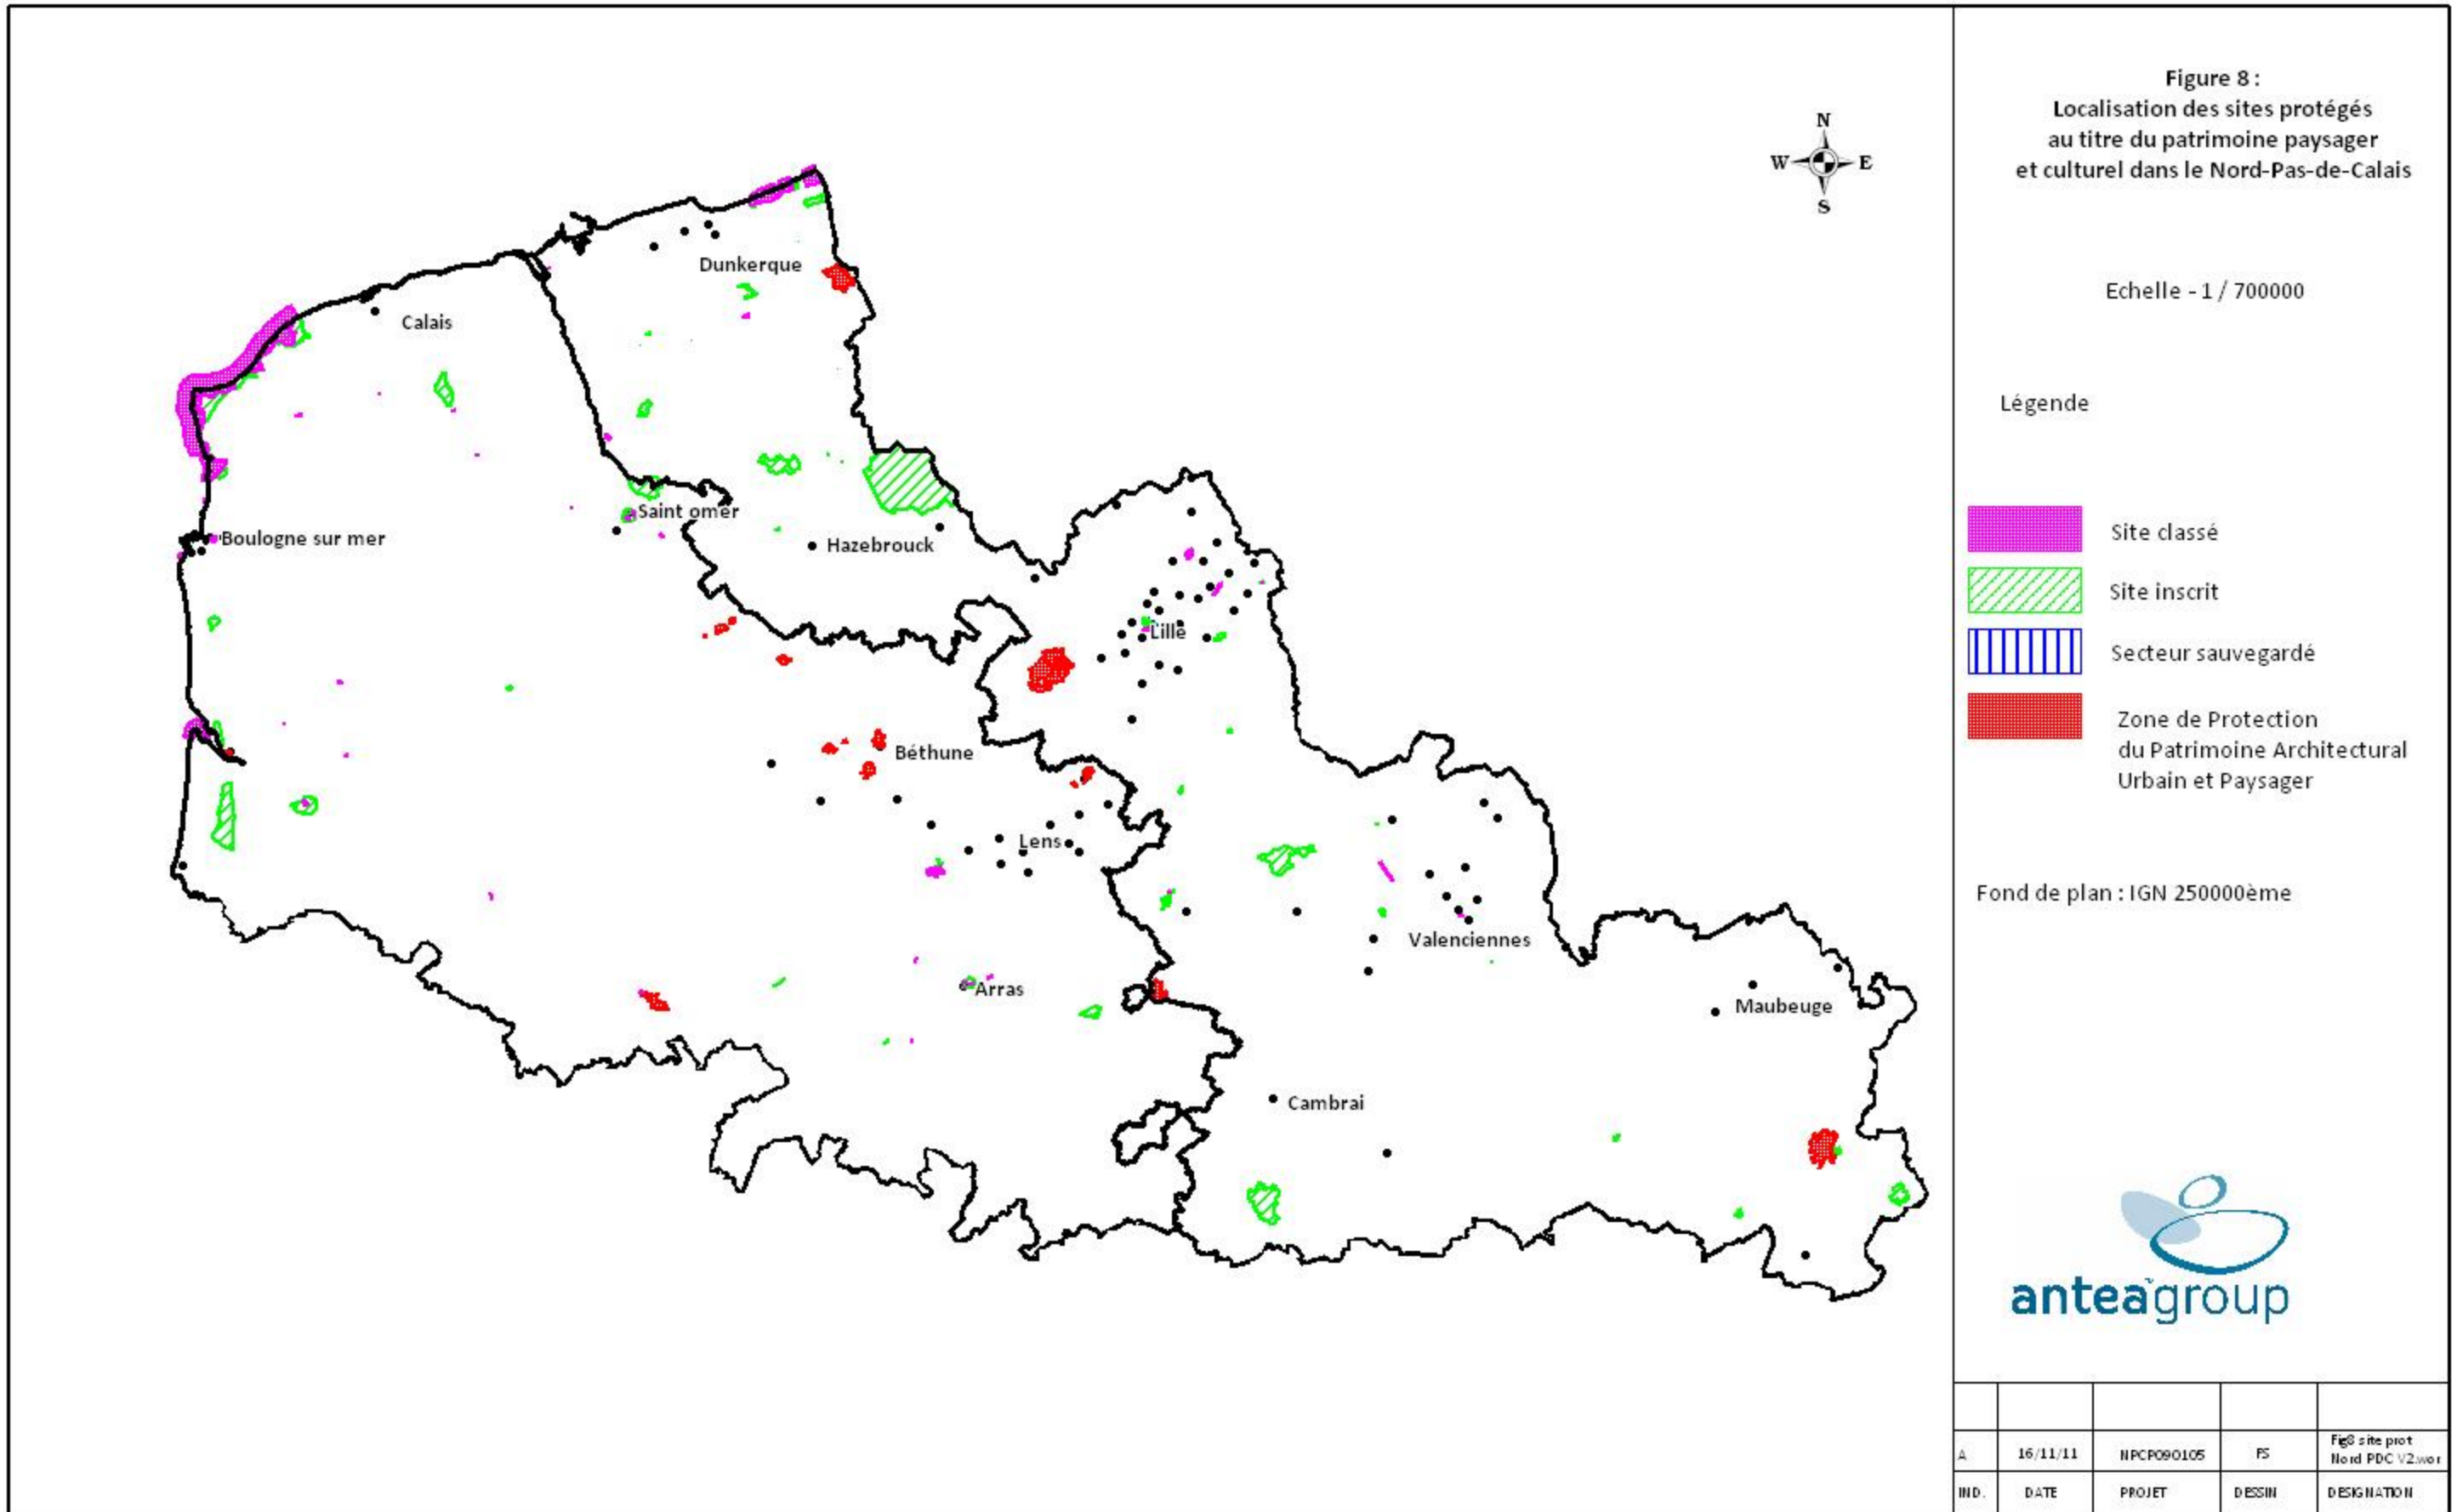 Figure 8 :
Localisation des sites protégés
au titre du patrimoine paysager
et culturel dans le Nord-Pas-de-Calais
Echelle - 1 / 700000
Légende
Site classé
Site inscrit
Secteur sauvegardé
Zone de Protection
du Patrimoine Architectural
Urbain et Paysager
Fond de plan : IGN 250000ème
N
W E
S
Dunkerque
Calais
Saint omer
Boulogne sur mer
Hazebrouck
Lille
Béthune
Lens
Valenciennes
Arras
Maubeuge
Cambrai
anteagroup
A 16/11/11 NPCP090105 FS Fig8 site prot
Nord PDC V2.wor
IND. DATE PROJET DESSIN DESIGNATION